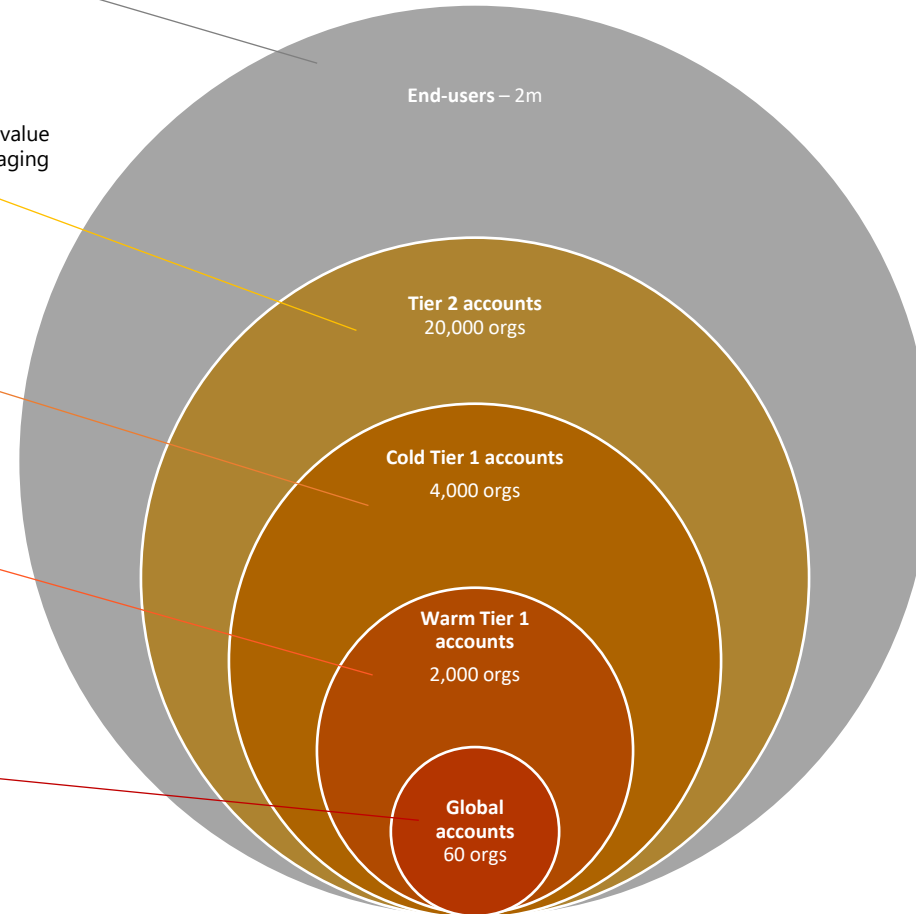 End-users – 2m
value
aging
Tier 2 accounts
20,000 orgs
Cold Tier 1 accounts
4,000 orgs
Warm Tier 1
accounts
2,000 orgs
Global
accounts
60 orgs